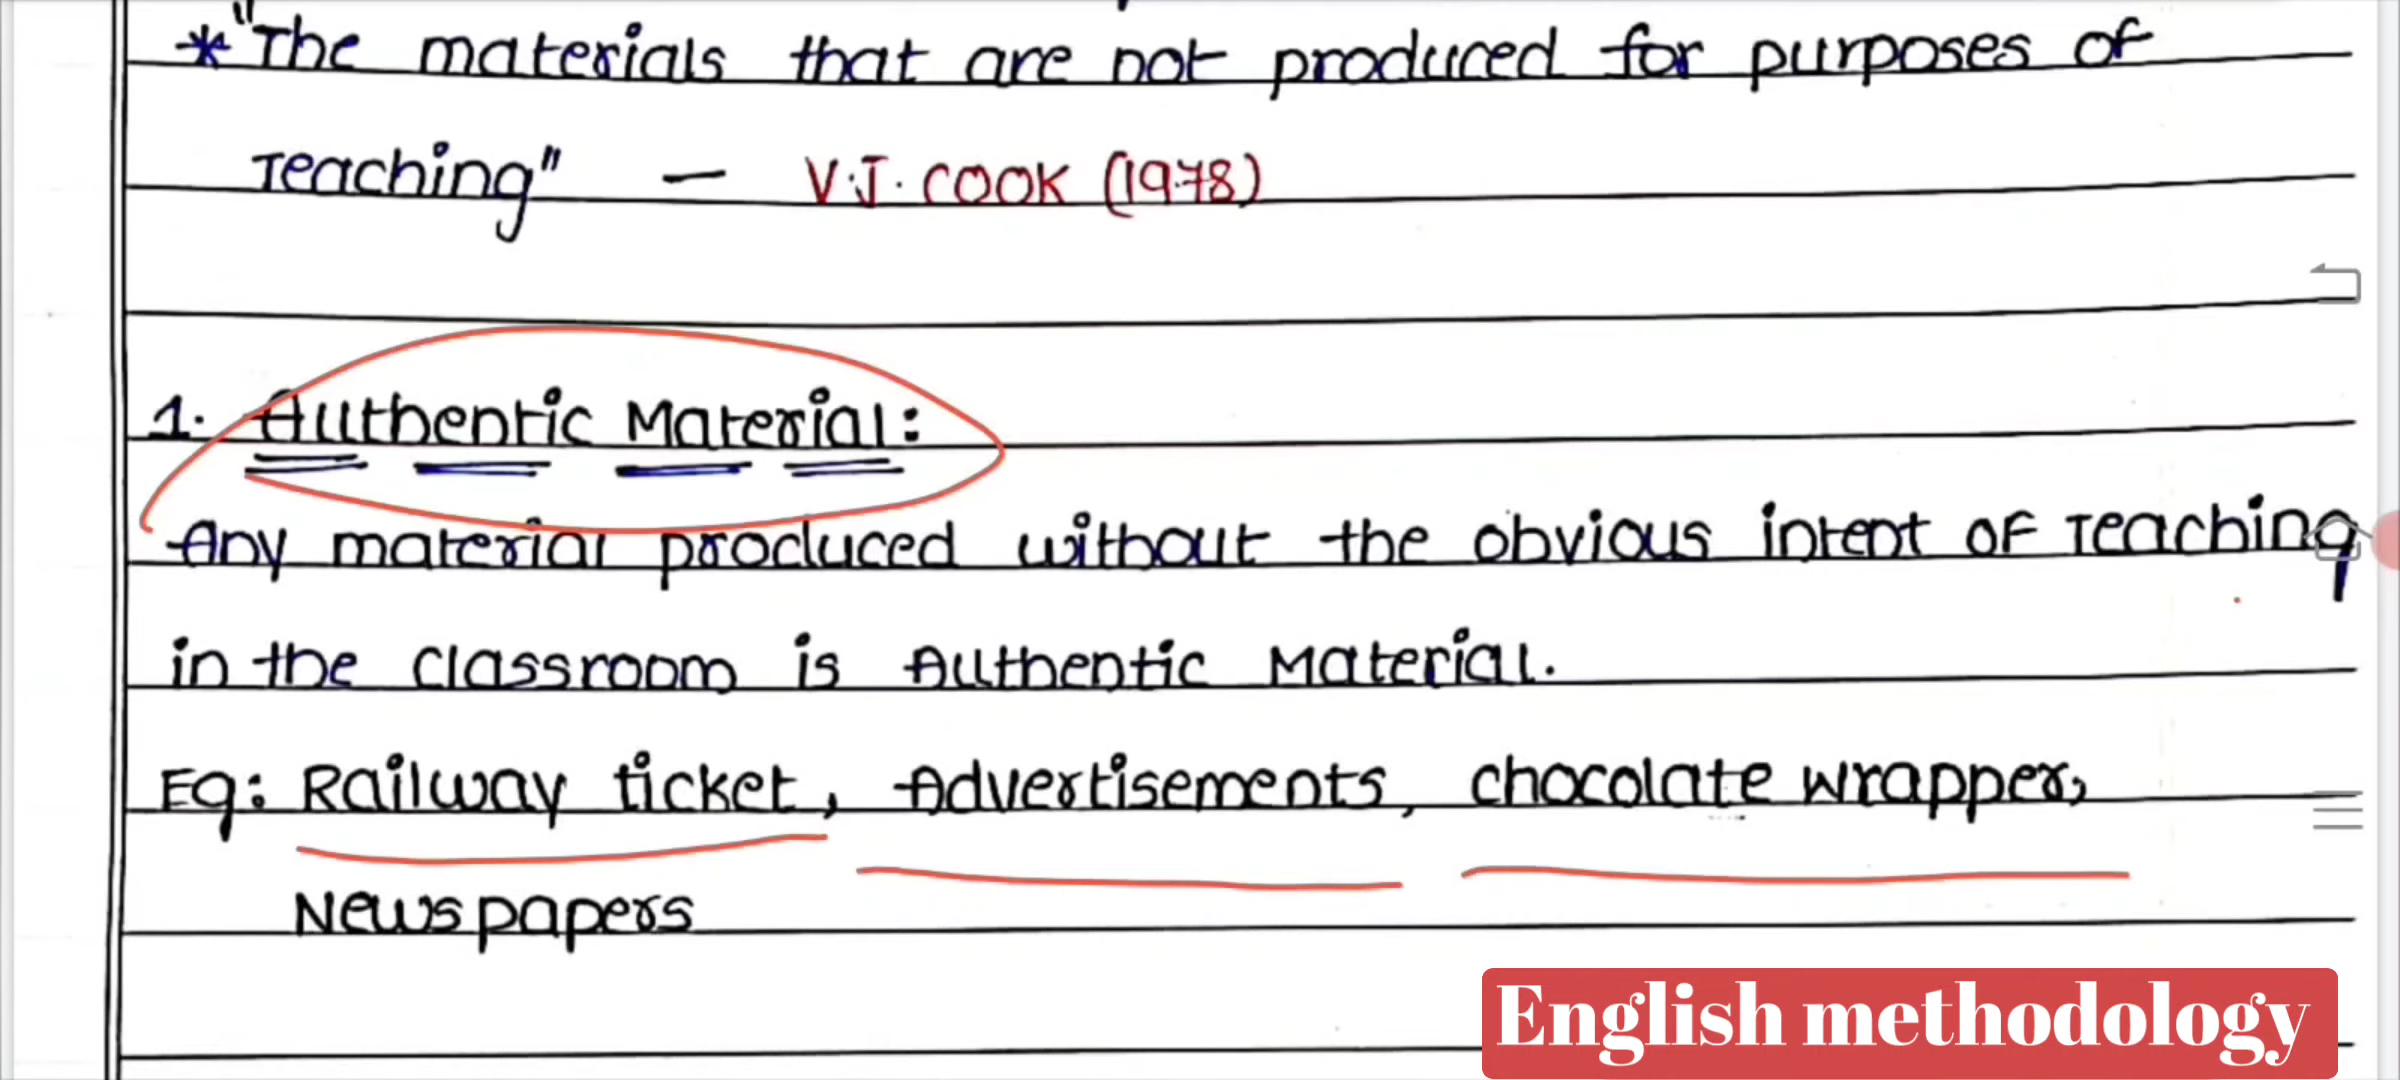 * "The materials that are not produced for purposes of
Teaching" — V.J. COOK (1978)
1. Authentic Material:
Any material produced without the obvious intent of Teaching
in the classroom is Authentic Material.
Eg: Railway ticket, Advertisements, chocolate wrapper,
Newspapers
English methodology